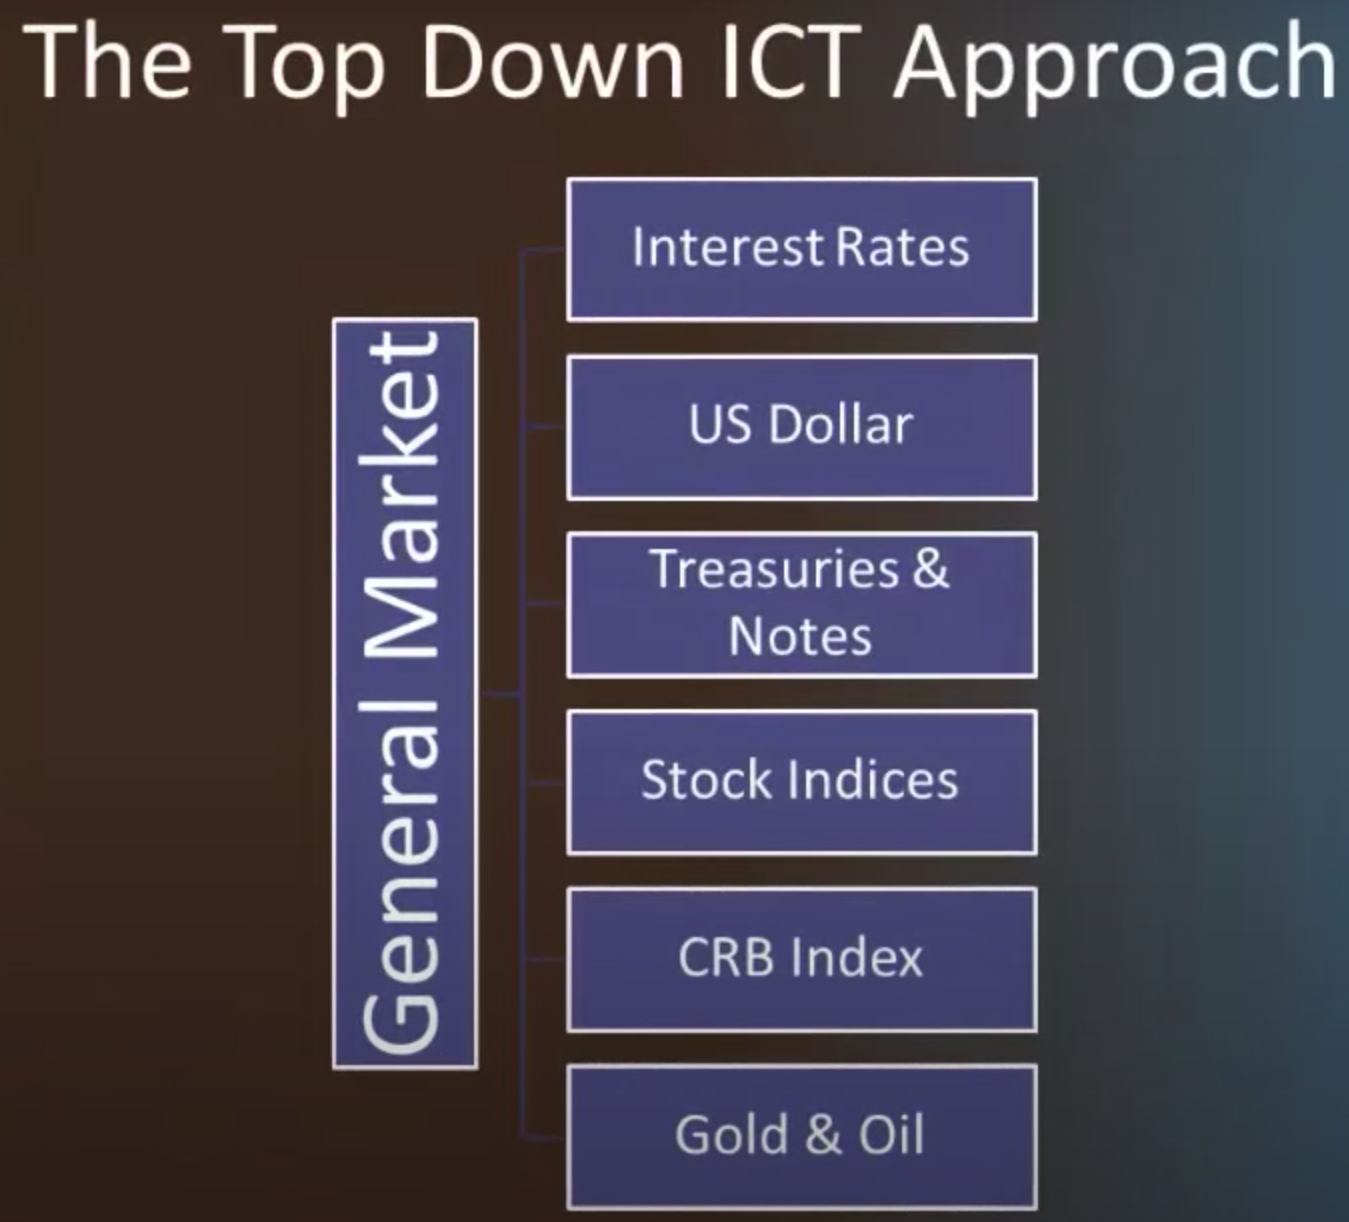 The Top Down ICT Approach
General Market
Interest Rates
US Dollar
Treasuries &
Notes
Stock Indices
CRB Index
Gold & Oil